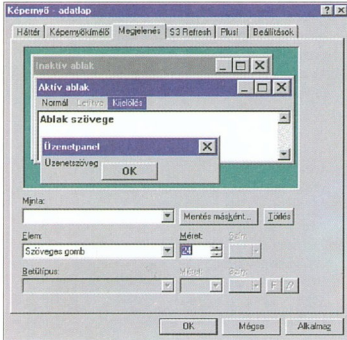 Képernyő - adatlap
Háttér Képernyőkímélő Megjelenés S3 Refresh Plus! Beállítások
Inaktív ablak
Aktív ablak
Normál Letiltva Kijelölés
Ablak szövege
Üzenetpanel
Üzenetszöveg
OK
Minta:
Mentés másként... Törlés
Elem: Méret: Szín:
Szöveges gomb 24
Betűtípus: Méret: Szín:
F
OK Mégse Alkalmaz